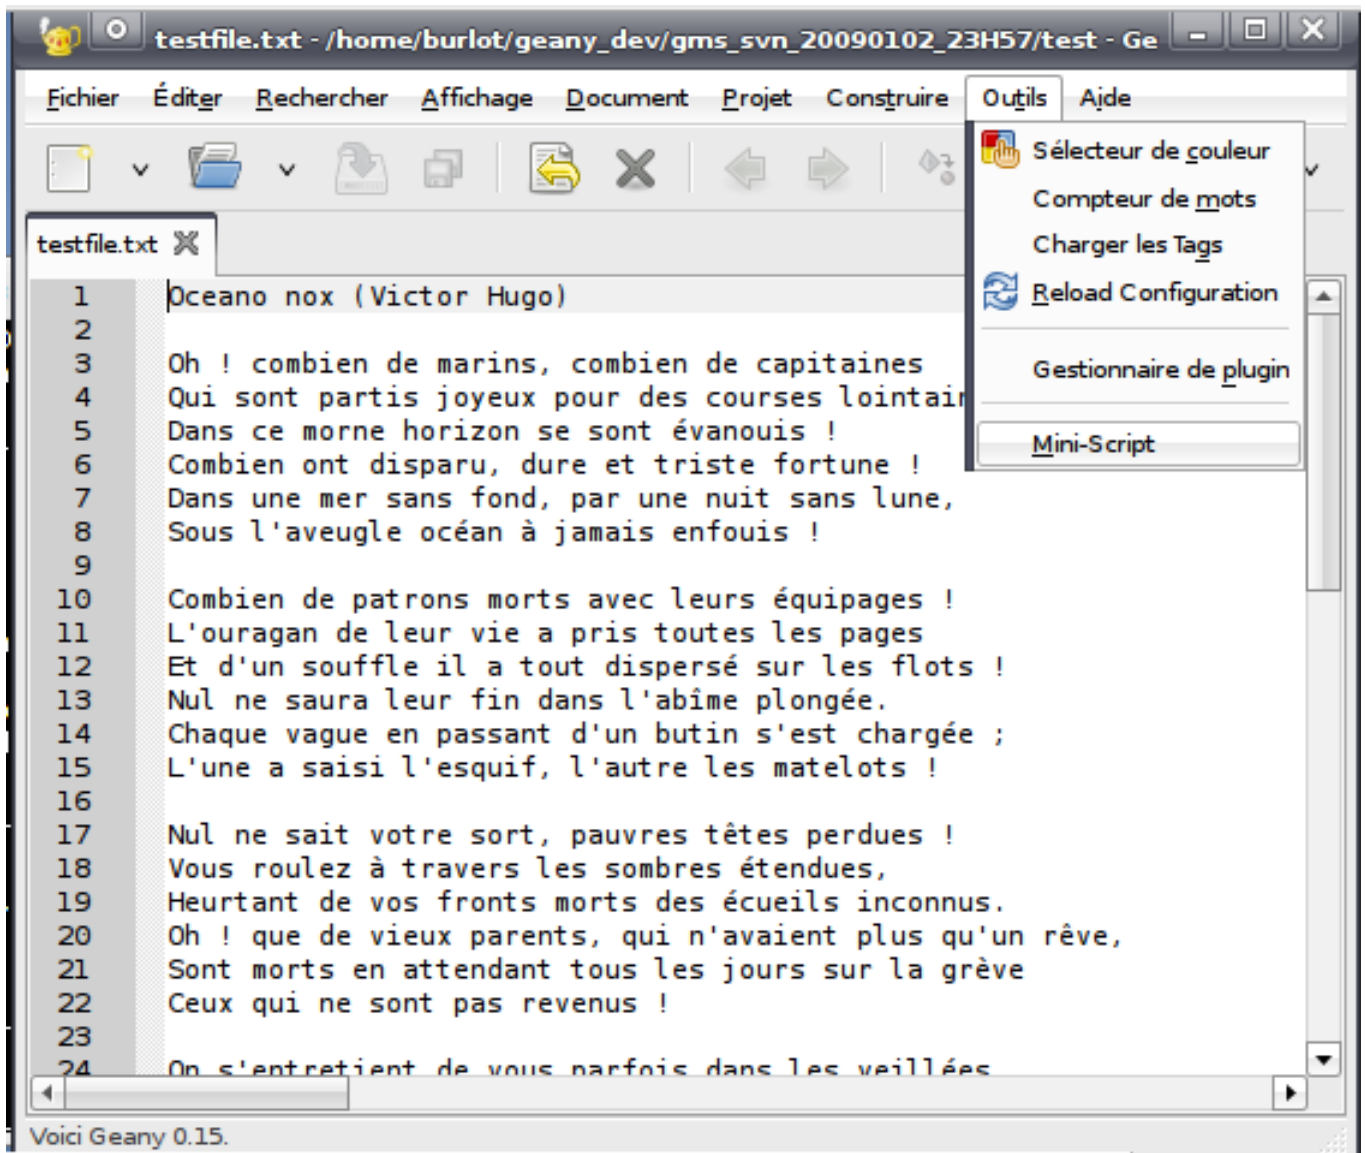 testfile.txt - /home/burlot/geany_dev/gms_svn_20090102_23H57/test - Ge
Fichier Éditer Rechercher Affichage Document Projet Construire Outils Aide
Sélecteur de couleur
Compteur de mots
Charger les Tags
Reload Configuration
Gestionnaire de plugin
Mini-Script
testfile.txt
1 Oceano nox (Victor Hugo)
2
3 Oh ! combien de marins, combien de capitaines
4 Qui sont partis joyeux pour des courses lointain
5 Dans ce morne horizon se sont évanouis !
6 Combien ont disparu, dure et triste fortune !
7 Dans une mer sans fond, par une nuit sans lune,
8 Sous l'aveugle océan à jamais enfouis !
9
10 Combien de patrons morts avec leurs équipages !
11 L'ouragan de leur vie a pris toutes les pages
12 Et d'un souffle il a tout dispersé sur les flots !
13 Nul ne saura leur fin dans l'abîme plongée.
14 Chaque vague en passant d'un butin s'est chargée ;
15 L'une a saisi l'esquif, l'autre les matelots !
16
17 Nul ne sait votre sort, pauvres têtes perdues !
18 Vous roulez à travers les sombres étendues,
19 Heurtant de vos fronts morts des écueils inconnus.
20 Oh ! que de vieux parents, qui n'avaient plus qu'un rêve,
21 Sont morts en attendant tous les jours sur la grève
22 Ceux qui ne sont pas revenus !
23
24 On s'entretient de vous parfois dans les veillées
Voici Geany 0.15.